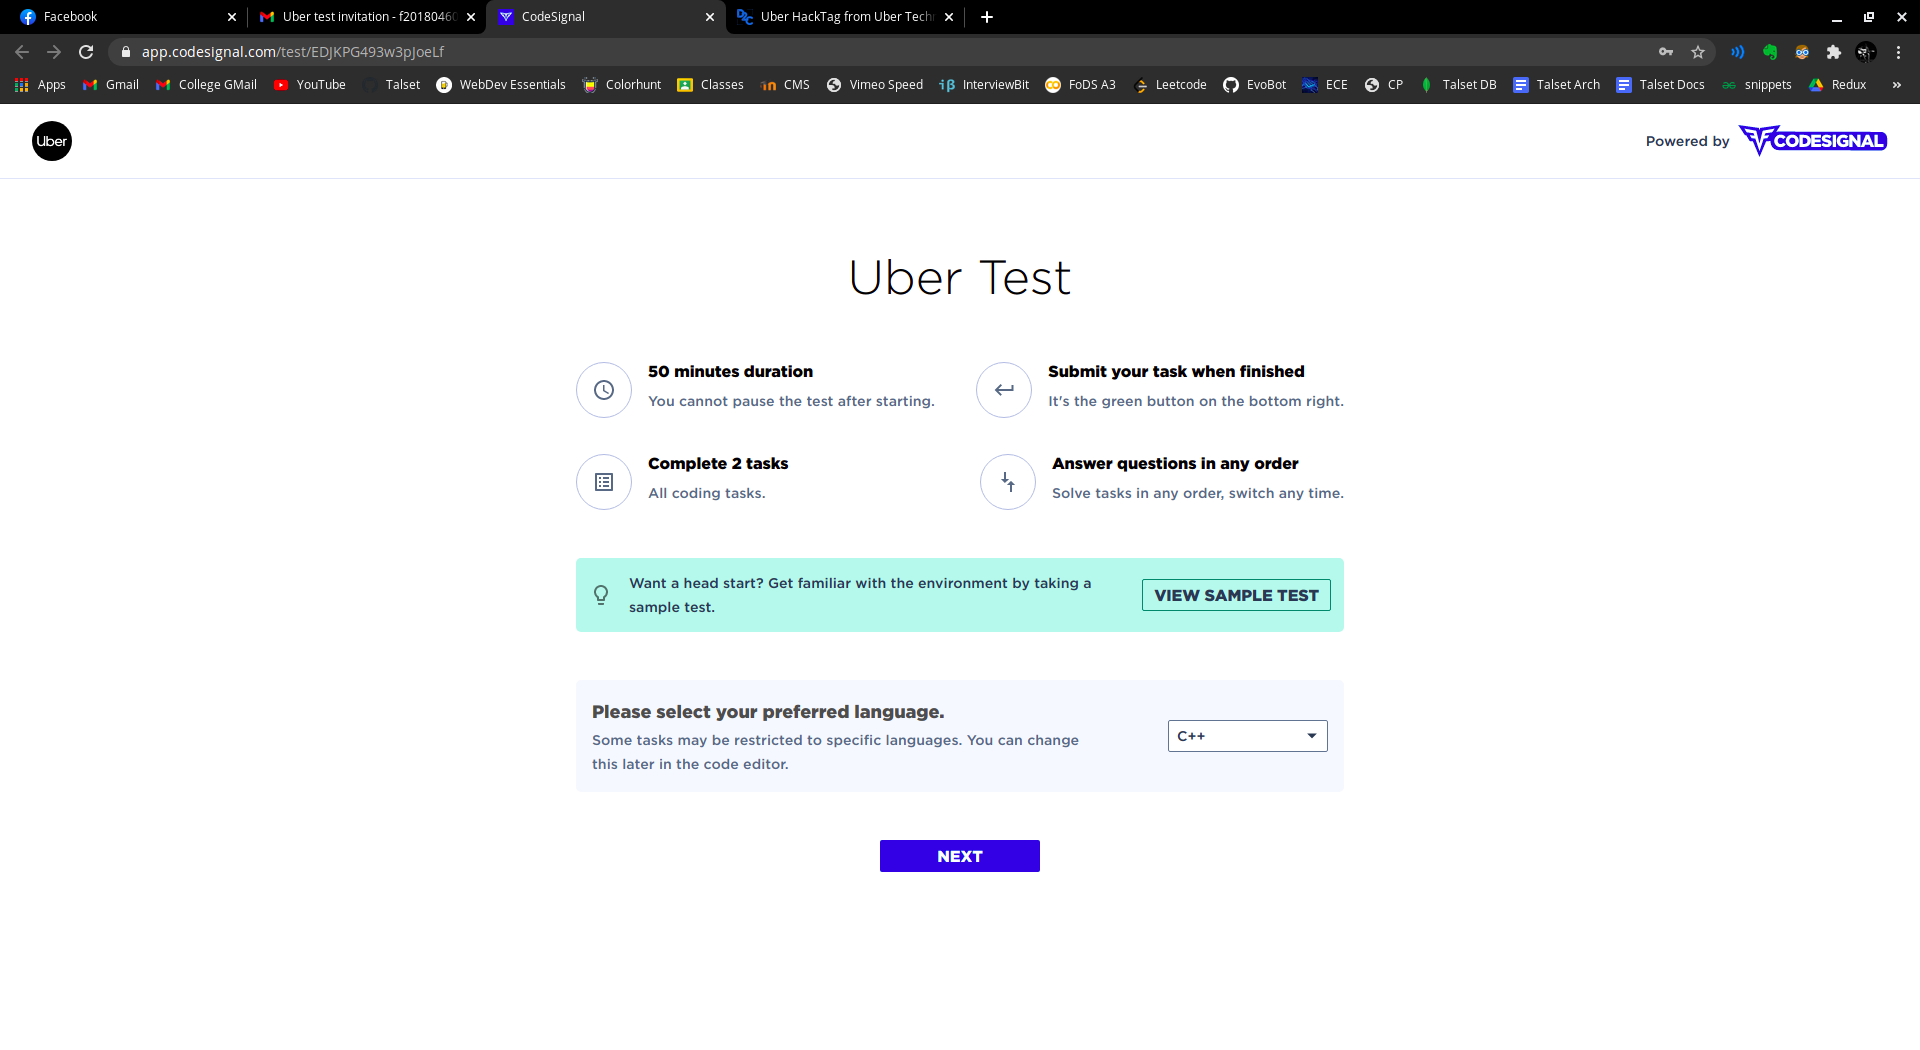 Facebook
Uber test invitation - f20180460
CodeSignal
Uber HackTag from Uber Tech
app.codesignal.com/test/EDJKPG493w3pJoeLf
Apps Gmail College GMail YouTube Talset WebDev Essentials Colorhunt Classes CMS Vimeo Speed InterviewBit FoDS A3 Leetcode EvoBot ECE CP Talset DB Talset Arch Talset Docs snippets Redux »
Uber
Powered by CODESIGNAL
Uber Test
50 minutes duration
You cannot pause the test after starting.
Submit your task when finished
It's the green button on the bottom right.
Complete 2 tasks
All coding tasks.
Answer questions in any order
Solve tasks in any order, switch any time.
Want a head start? Get familiar with the environment by taking a
sample test.
VIEW SAMPLE TEST
Please select your preferred language.
Some tasks may be restricted to specific languages. You can change
this later in the code editor.
C++
NEXT